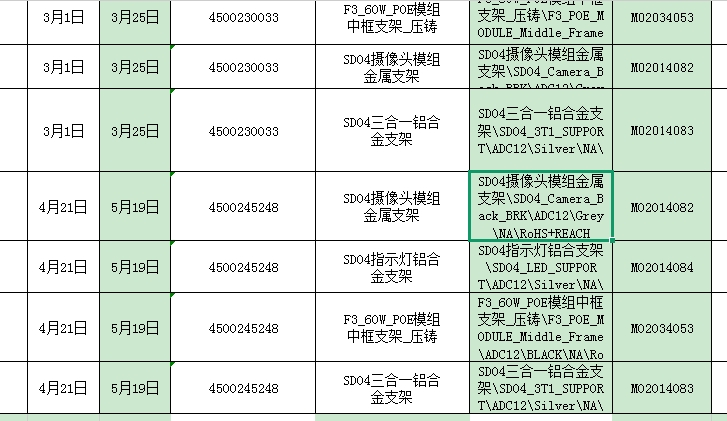 3月1日
3月25日
4500230033
F3_60W_POE模组
中框支架_压铸
支架_压铸\F3_POE_M
ODULE_Middle_Frame
M02034053
3月1日
3月25日
4500230033
SD04摄像头模组
金属支架
SD04摄像头模组金属
支架\SD04_Camera_B
ack_BRK\ADC12\Grey
M02014082
3月1日
3月25日
4500230033
SD04三合一铝合
金支架
SD04三合一铝合金支
架\SD04_3T1_SUPPOR
T\ADC12\Silver\NA\
M02014083
4月21日
5月19日
4500245248
SD04摄像头模组
金属支架
SD04摄像头模组金属
支架\SD04_Camera_B
ack_BRK\ADC12\Grey
\NA\RoHS+REACH
M02014082
4月21日
5月19日
4500245248
SD04指示灯铝合
金支架
SD04指示灯铝合支架
\SD04_LED_SUPPOR
T\ADC12\Silver\NA\
M02014084
4月21日
5月19日
4500245248
F3_60W_POE模组
中框支架_压铸
F3_60W_POE模组中框
支架_压铸\F3_POE_M
ODULE_Middle_Frame
\ADC12\BLACK\NA\Ro
M02034053
4月21日
5月19日
4500245248
SD04三合一铝合
金支架
SD04三合一铝合金支
架\SD04_3T1_SUPPOR
T\ADC12\Silver\NA\
M02014083